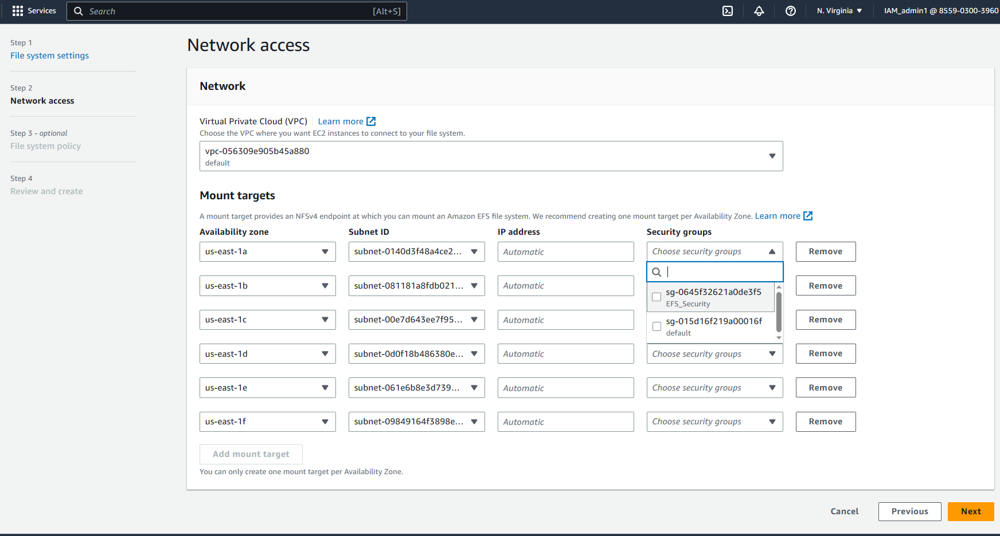 Services
Search [Alt+S]
N. Virginia
IAM_admin1 @ 8559-0300-3960
Step 1
File system settings
Step 2
Network access
Step 3 - optional
File system policy
Step 4
Review and create
Network access
Network
Virtual Private Cloud (VPC) Learn more
Choose the VPC where you want EC2 instances to connect to your file system.
vpc-056309e905b45a880
default
Mount targets
A mount target provides an NFSv4 endpoint at which you can mount an Amazon EFS file system. We recommend creating one mount target per Availability Zone. Learn more
Availability zone Subnet ID IP address Security groups
us-east-1a subnet-0140d3f48a4ce2... Automatic Choose security groups Remove
us-east-1b subnet-081181a8fdb021... Automatic Remove
sg-0645f32621a0de3f5
EFS_Security
us-east-1c subnet-00e7d643ee7f95... Automatic Remove
sg-015d16f219a00016f
default
us-east-1d subnet-0d0f18b486380e... Automatic Choose security groups Remove
us-east-1e subnet-061e6b8e3d739... Automatic Choose security groups Remove
us-east-1f subnet-09849164f3898e... Automatic Choose security groups Remove
Add mount target
You can only create one mount target per Availability Zone.
Cancel Previous Next